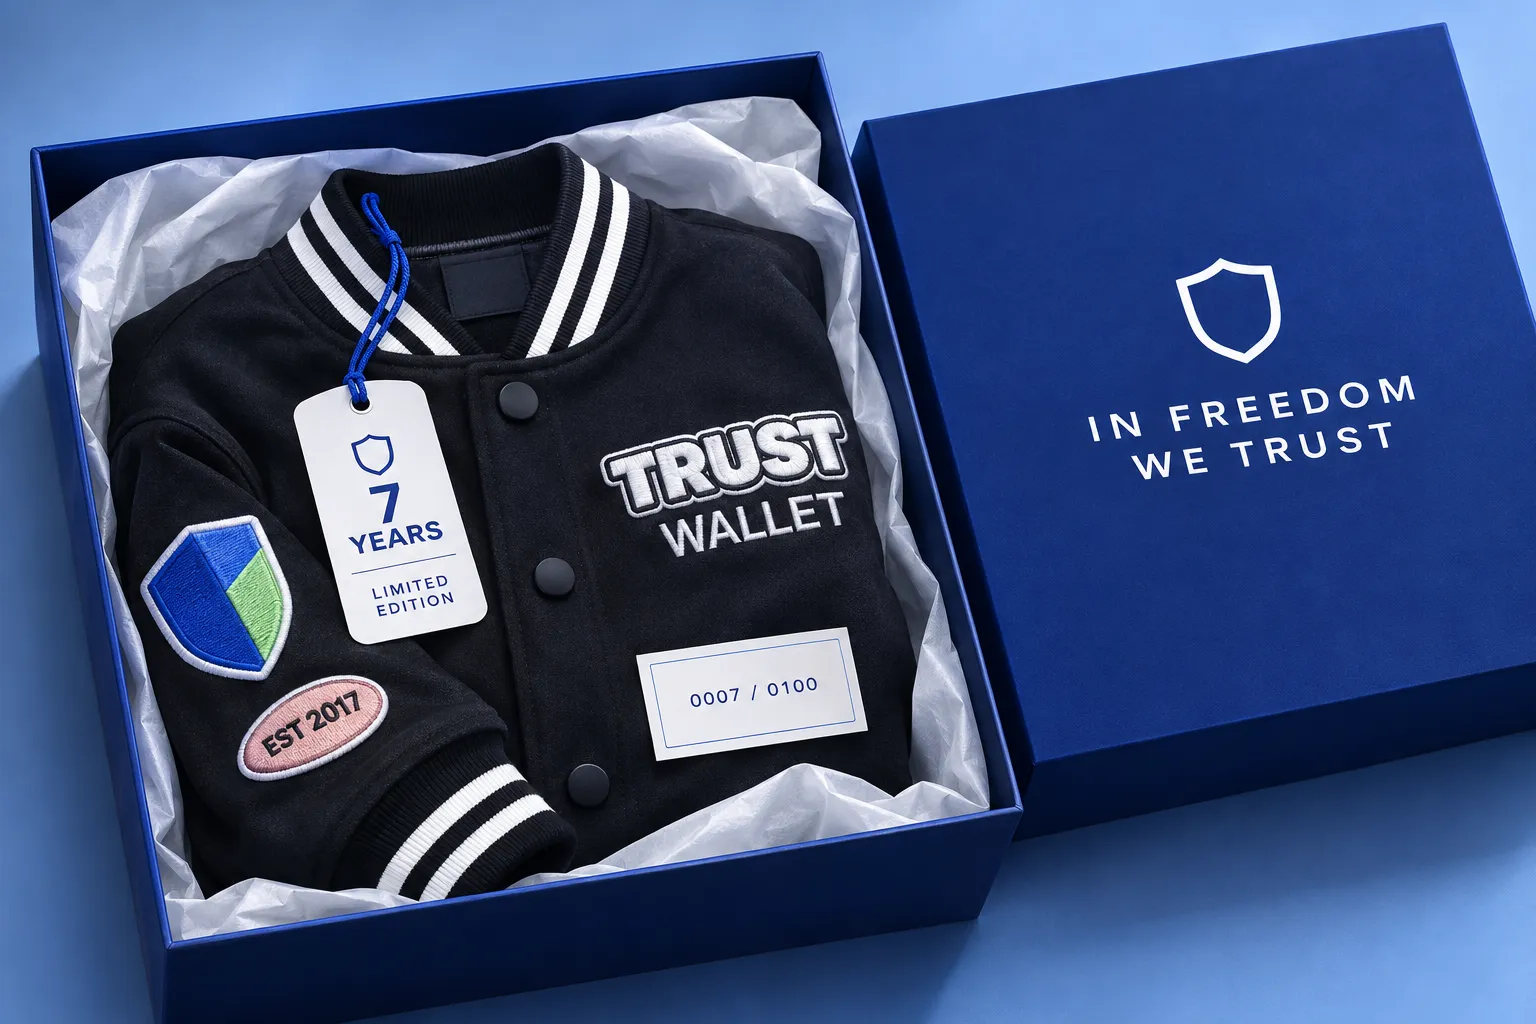 7
YEARS
LIMITED
EDITION
TRUST
WALLET
EST 2017
0007 / 0100
IN FREEDOM
WE TRUST